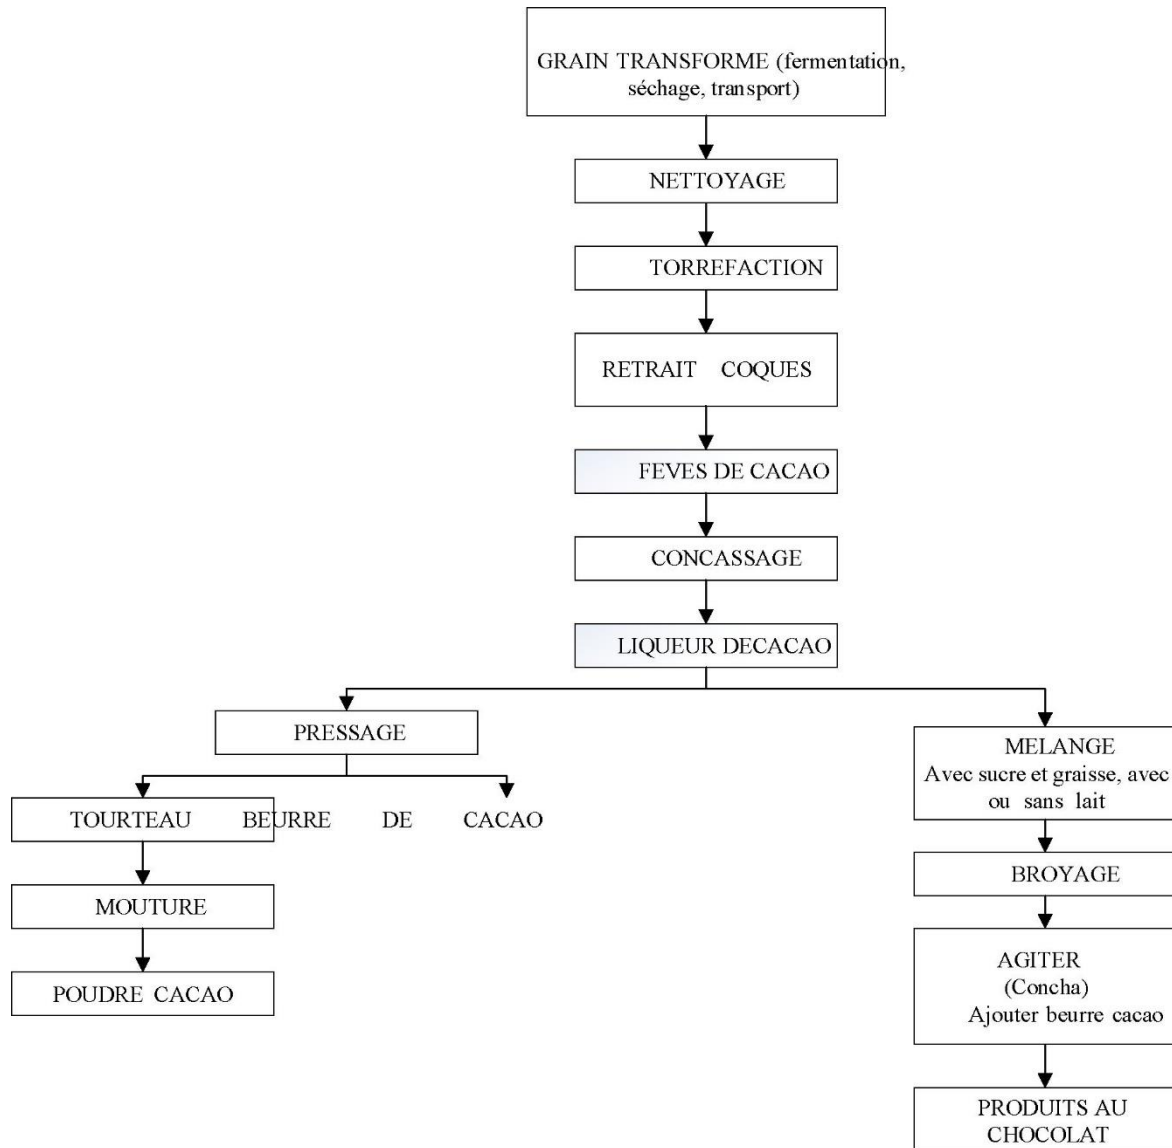 GRAIN TRANSFORME (fermentation,
séchage, transport)
NETTOYAGE
TORREFACTION
RETRAIT COQUES
FEVES DE CACAO
CONCASSAGE
LIQUEUR DECACAO
PRESSAGE
TOURTEAU
BEURRE DE CACAO
MOUTURE
POUDRE CACAO
MELANGE
Avec sucre et graisse, avec
ou sans lait
BROYAGE
AGITER
(Concha)
Ajouter beurre cacao
PRODUITS AU
CHOCOLAT